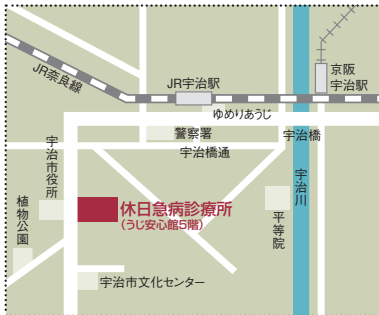 JR奈良線
JR宇治駅
京阪
宇治駅
ゆめりあうじ
警察署
宇治橋
宇治橋通
宇治市役所
宇治川
植物公園
休日急病診療所
(うじ安心館5階)
平等院
宇治市文化センター